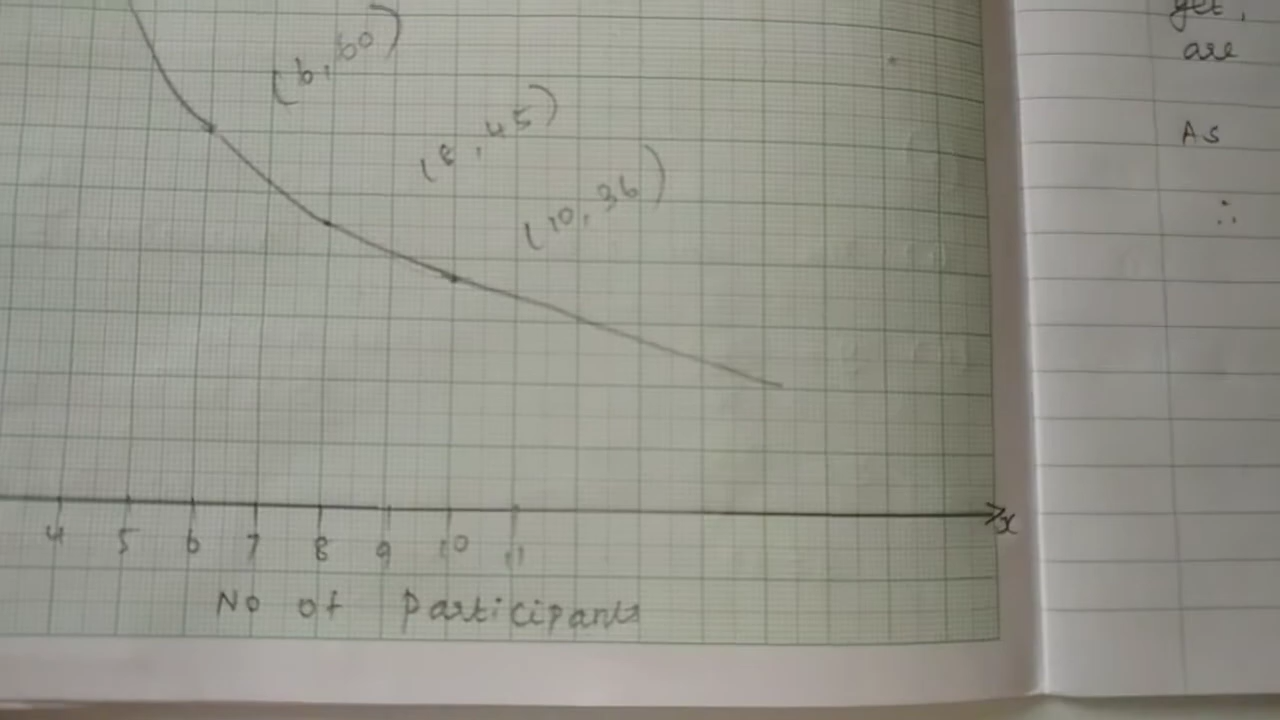 (6, 60)
(8, 45)
(10, 36)
x
4 5 6 7 8 9 10 11
No of Participants
get,
are
As
∴